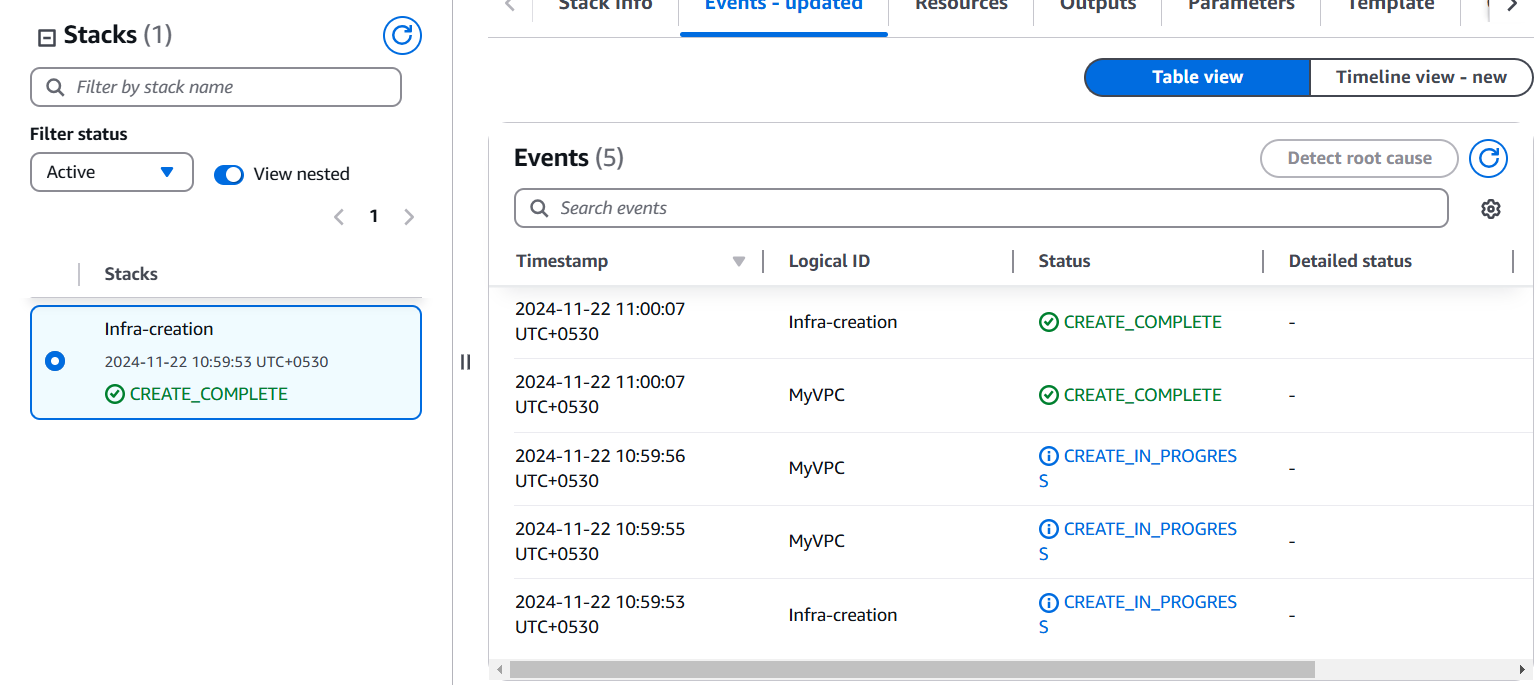 Stacks (1)
Filter by stack name
Filter status
Active
View nested
1
Stacks
Infra-creation
2024-11-22 10:59:53 UTC+0530
CREATE_COMPLETE
Stack info
Events - updated
Resources
Outputs
Parameters
Template
Table view
Timeline view - new
Events (5)
Detect root cause
Search events
Timestamp
Logical ID
Status
Detailed status
2024-11-22 11:00:07
UTC+0530
Infra-creation
CREATE_COMPLETE
-
2024-11-22 11:00:07
UTC+0530
MyVPC
CREATE_COMPLETE
-
2024-11-22 10:59:56
UTC+0530
MyVPC
CREATE_IN_PROGRES
S
-
2024-11-22 10:59:55
UTC+0530
MyVPC
CREATE_IN_PROGRES
S
-
2024-11-22 10:59:53
UTC+0530
Infra-creation
CREATE_IN_PROGRES
S
-